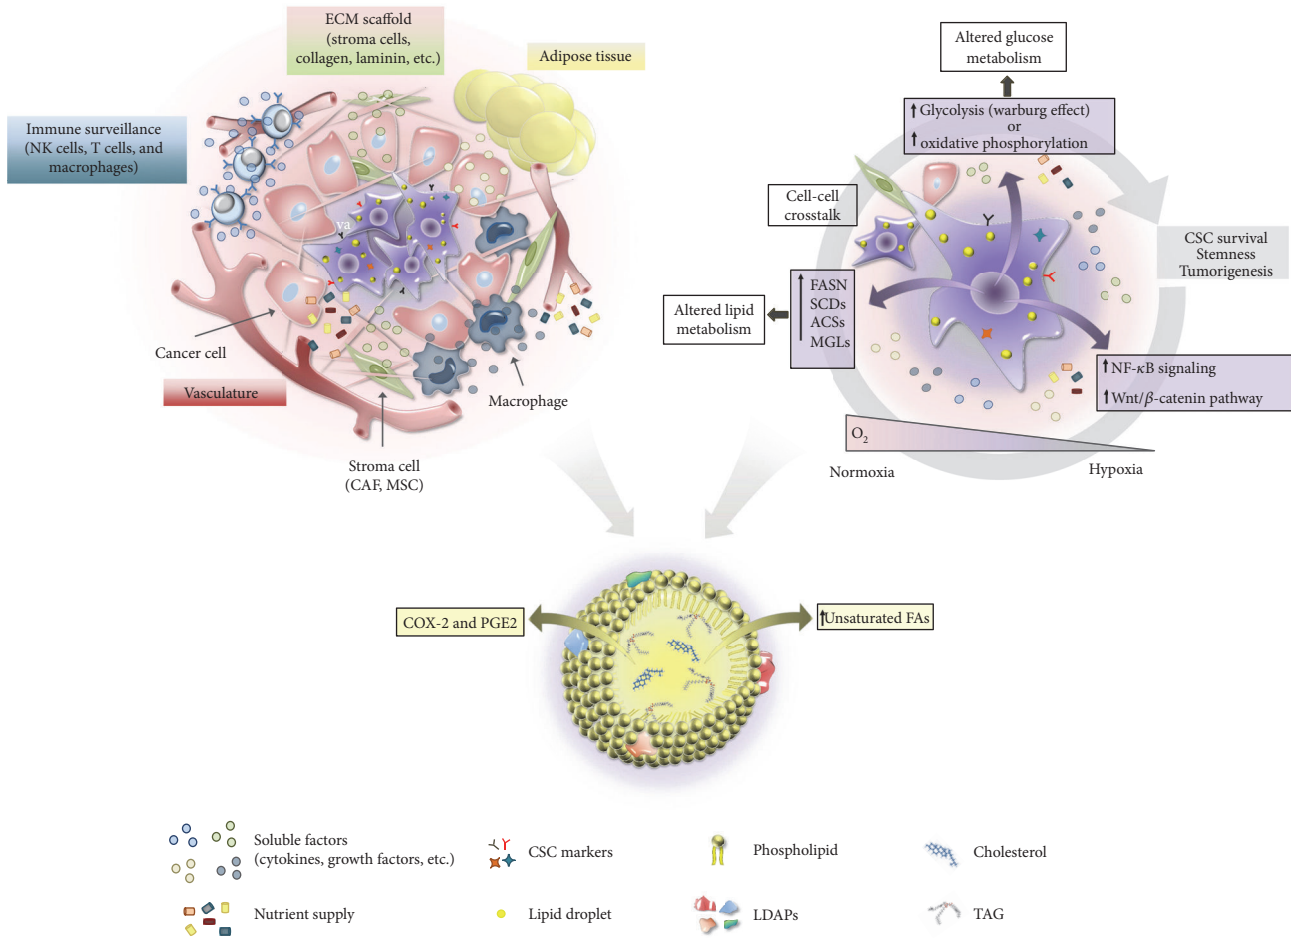 ECM scaffold
(stroma cells,
collagen, laminin, etc.)
Adipose tissue
Immune surveillance
(NK cells, T cells, and
macrophages)
va
Cancer cell
Vasculature
Macrophage
Stroma cell
(CAF, MSC)
Altered glucose
metabolism
Glycolysis (warburg effect)
or
oxidative phosphorylation
Cell-cell
crosstalk
CSC survival
Stemness
Tumorigenesis
Altered lipid
metabolism
FASN
SCDs
ACSs
MGLs
NF-κB signaling
Wnt/β-catenin pathway
O₂
Normoxia
Hypoxia
COX-2 and PGE2
Unsaturated FAs
Soluble factors
(cytokines, growth factors, etc.)
CSC markers
Phospholipid
Cholesterol
Nutrient supply
Lipid droplet
LDAPs
TAG